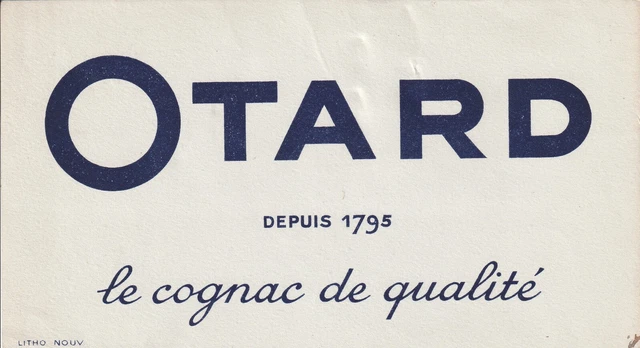 OTARD
DEPUIS 1795
le cognac de qualité
LITHO NOUV.